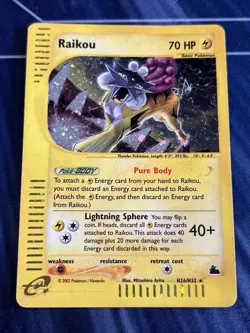 Raikou 70 HP
Basic Pokémon
Thunder Pokémon. Length: 6' 3", 392 lbs.
Poké-BODY Pure Body
To attach a Energy card from your hand to Raikou,
you must discard an Energy card attached to Raikou.
(Attach the Energy card, and then discard an Energy
card from Raikou.)
Lightning Sphere You may flip a
coin. If heads, discard all Energy
cards attached to Raikou. This attack does 40
damage plus 20 more damage for each
Energy card discarded in this way.
40+
weakness resistance retreat cost
Illus. Mitsuhiro Arita
H26/H32
© 2003 Pokémon / Nintendo
e